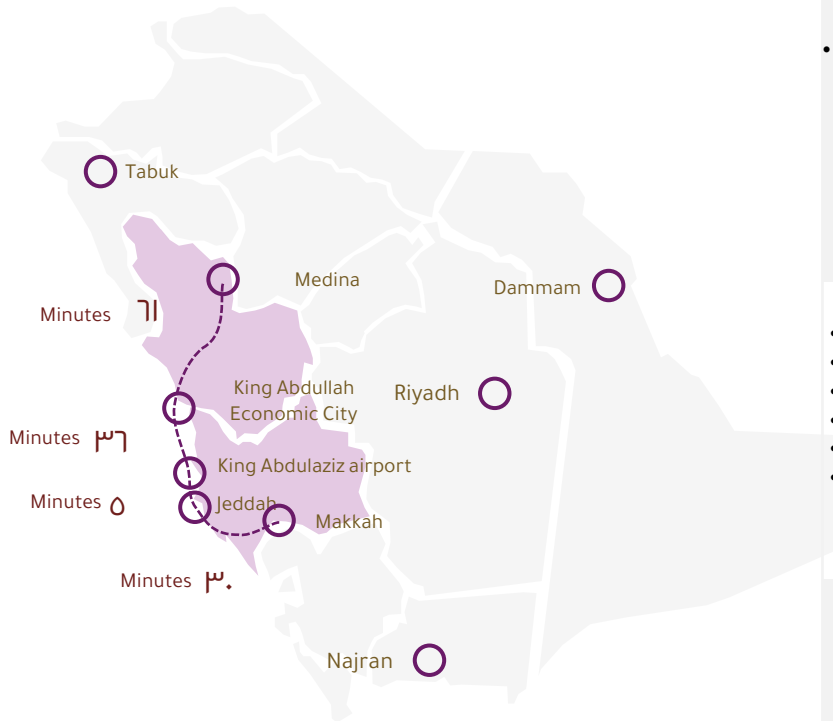 Tabuk
Medina
Dammam
Minutes ٦١
King Abdullah
Economic City
Riyadh
Minutes ٣٦
King Abdulaziz airport
Minutes ٥
Jeddah
Makkah
Minutes ٣٠
Najran